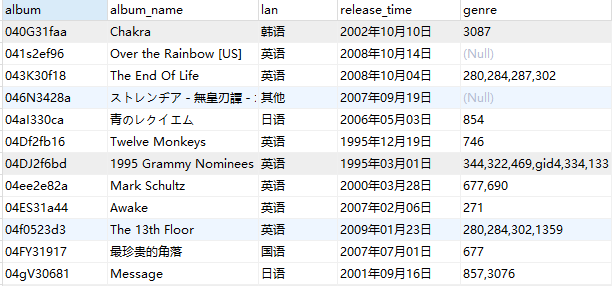 album album_name lan release_time genre
040G31faa Chakra 韩语 2002年10月10日 3087
041s2ef96 Over the Rainbow [US] 英语 2008年10月14日 (Null)
043K30f18 The End Of Life 英语 2008年10月04日 280,284,287,302
046N3428a ストレンヂア - 無皇刃譚 - 其他 2007年09月19日 (Null)
04aI330ca 青のレクイエム 日语 2006年05月03日 854
04Df2fb16 Twelve Monkeys 英语 1995年12月19日 746
04DJ2f6bd 1995 Grammy Nominees 英语 1995年03月01日 344,322,469,gid4,334,133
04ee2e82a Mark Schultz 英语 2000年03月28日 677,690
04ES31a44 Awake 英语 2007年02月06日 271
04f0523d3 The 13th Floor 英语 2009年01月23日 280,284,302,1359
04FY31917 最珍贵的角落 国语 2007年07月01日 677
04gV30681 Message 日语 2001年09月16日 857,3076